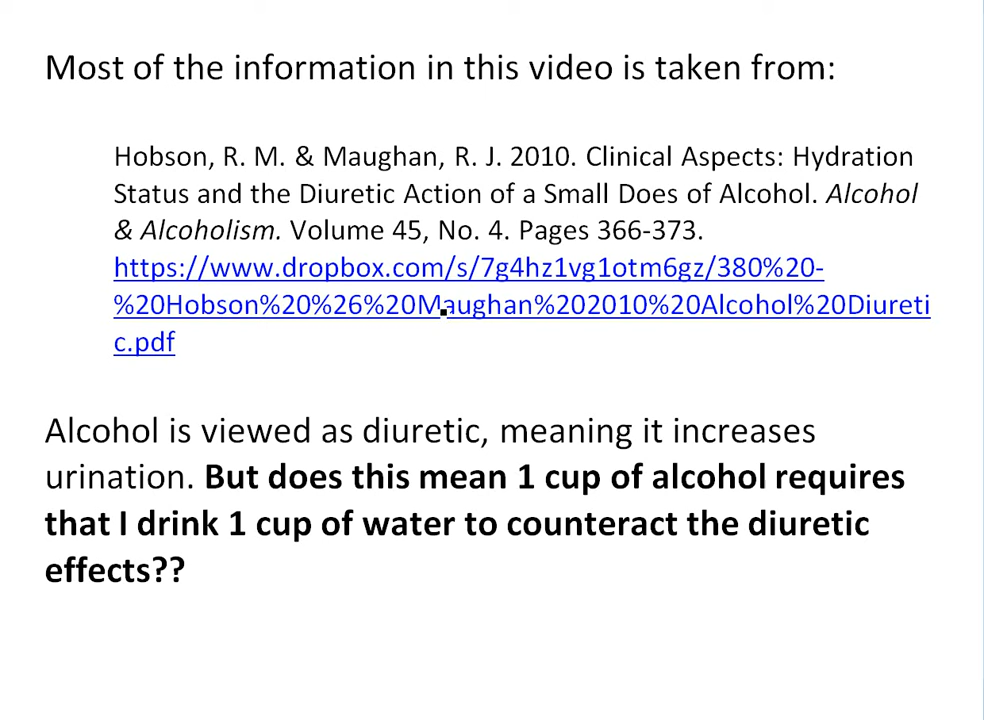 Most of the information in this video is taken from:
Hobson, R. M. & Maughan, R. J. 2010. Clinical Aspects: Hydration
Status and the Diuretic Action of a Small Does of Alcohol. Alcohol
& Alcoholism. Volume 45, No. 4. Pages 366-373.
https://www.dropbox.com/s/7g4hz1vg1otm6gz/380%20-
%20Hobson%20%26%20Maughan%202010%20Alcohol%20Diureti
c.pdf
Alcohol is viewed as diuretic, meaning it increases
urination. But does this mean 1 cup of alcohol requires
that I drink 1 cup of water to counteract the diuretic
effects??